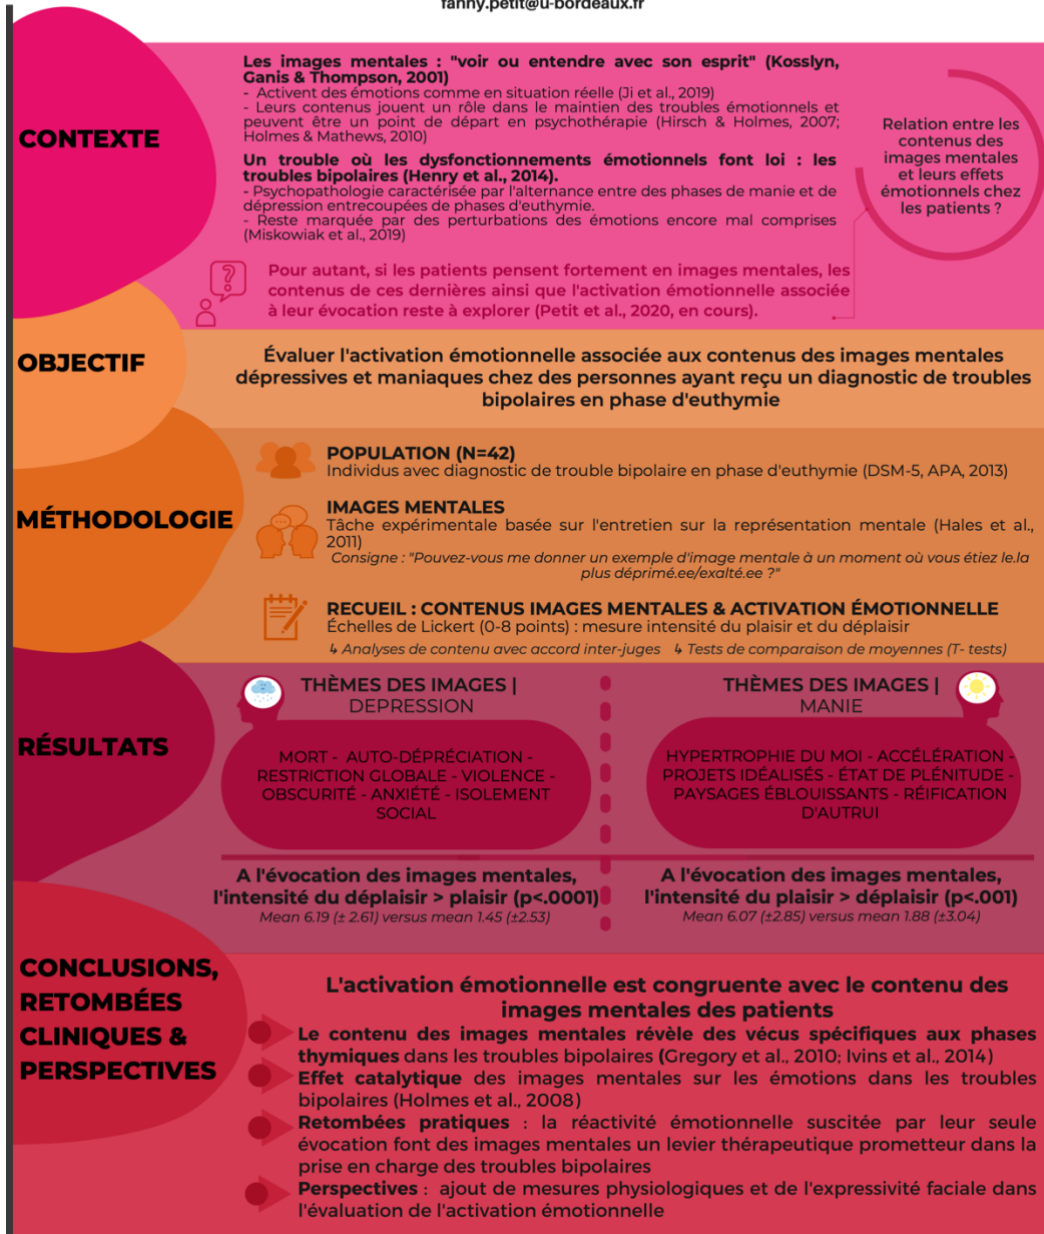 fanny.petit@u-bordeaux.fr
CONTEXTE
Les images mentales : "voir ou entendre avec son esprit" (Kosslyn,
Ganis & Thompson, 2001)
- Activent des émotions comme en situation réelle (Ji et al., 2019)
- Leurs contenus jouent un rôle dans le maintien des troubles émotionnels et
peuvent être un point de départ en psychothérapie (Hirsch & Holmes, 2007;
Holmes & Mathews, 2010)
Un trouble où les dysfonctionnements émotionnels font loi : les
troubles bipolaires (Henry et al., 2014).
- Psychopathologie caractérisée par l'alternance entre des phases de manie et de
dépression entrecoupées de phases d'euthymie.
- Reste marquée par des perturbations des émotions encore mal comprises
(Miskowiak et al., 2019)
Relation entre les
contenus des
images mentales
et leurs effets
émotionnels chez
les patients ?
?
Pour autant, si les patients pensent fortement en images mentales, les
contenus de ces dernières ainsi que l'activation émotionnelle associée
à leur évocation reste à explorer (Petit et al., 2020, en cours).
OBJECTIF
Évaluer l'activation émotionnelle associée aux contenus des images mentales
dépressives et maniaques chez des personnes ayant reçu un diagnostic de troubles
bipolaires en phase d'euthymie
MÉTHODOLOGIE
POPULATION (N=42)
Individus avec diagnostic de trouble bipolaire en phase d'euthymie (DSM-5, APA, 2013)
IMAGES MENTALES
Tâche expérimentale basée sur l'entretien sur la représentation mentale (Hales et al.,
2011)
Consigne : "Pouvez-vous me donner un exemple d'image mentale à un moment où vous étiez le.la
plus déprimé.ee/exalté.ee ?"
RECUEIL : CONTENUS IMAGES MENTALES & ACTIVATION ÉMOTIONNELLE
Échelles de Lickert (0-8 points) : mesure intensité du plaisir et du déplaisir
↳ Analyses de contenu avec accord inter-juges ↳ Tests de comparaison de moyennes (T- tests)
RÉSULTATS
THÈMES DES IMAGES |
DEPRESSION
MORT - AUTO-DÉPRÉCIATION -
RESTRICTION GLOBALE - VIOLENCE -
OBSCURITÉ - ANXIÉTÉ - ISOLEMENT
SOCIAL
A l'évocation des images mentales,
l'intensité du déplaisir > plaisir (p<.0001)
Mean 6.19 (± 2.61) versus mean 1.45 (±2.53)
THÈMES DES IMAGES |
MANIE
HYPERTROPHIE DU MOI - ACCÉLÉRATION -
PROJETS IDÉALISÉS - ÉTAT DE PLÉNITUDE -
PAYSAGES ÉBLOUISSANTS - RÉIFICATION
D'AUTRUI
A l'évocation des images mentales,
l'intensité du plaisir > déplaisir (p<.001)
Mean 6.07 (±2.85) versus mean 1.88 (±3.04)
CONCLUSIONS,
RETOMBÉES
CLINIQUES &
PERSPECTIVES
L'activation émotionnelle est congruente avec le contenu des
images mentales des patients
Le contenu des images mentales révèle des vécus spécifiques aux phases
thymiques dans les troubles bipolaires (Gregory et al., 2010; Ivins et al., 2014)
Effet catalytique des images mentales sur les émotions dans les troubles
bipolaires (Holmes et al., 2008)
Retombées pratiques : la réactivité émotionnelle suscitée par leur seule
évocation font des images mentales un levier thérapeutique prometteur dans la
prise en charge des troubles bipolaires
Perspectives : ajout de mesures physiologiques et de l'expressivité faciale dans
l'évaluation de l'activation émotionnelle